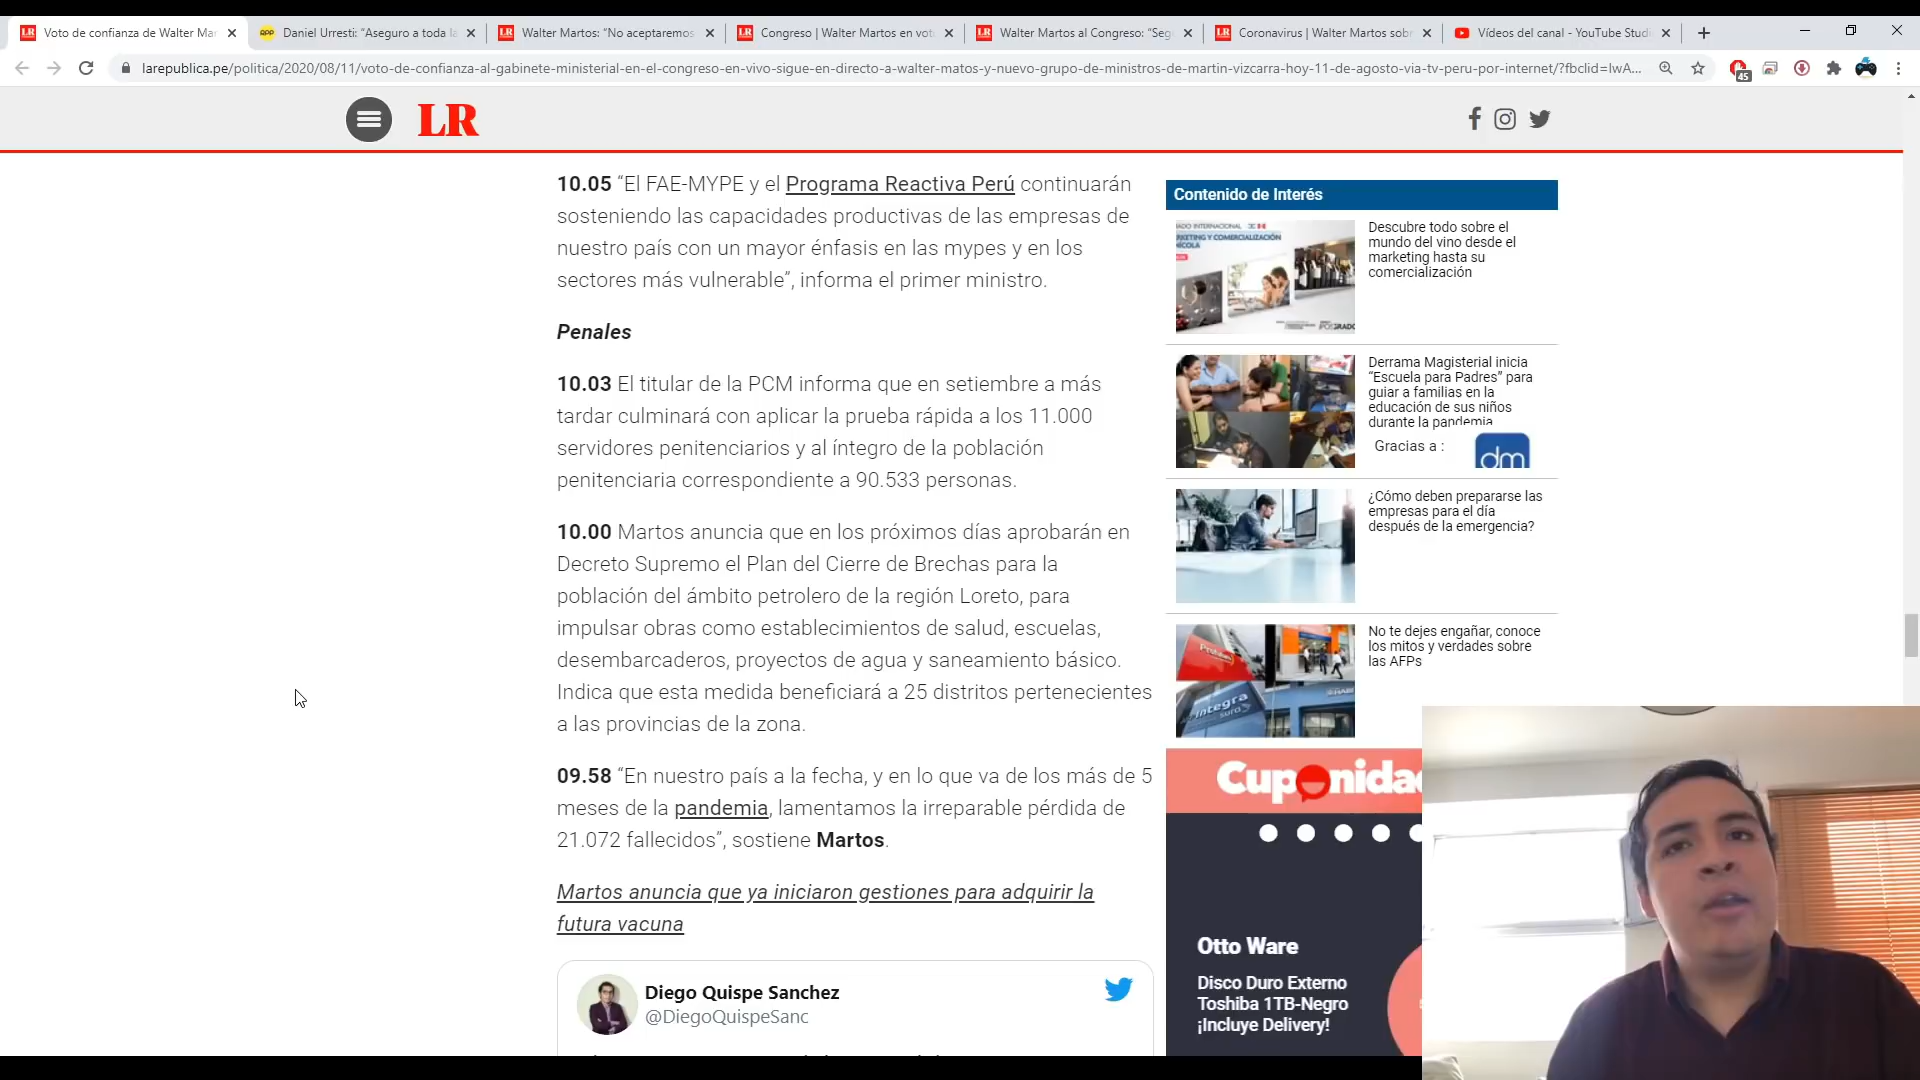 Voto de confianza de Walter Mar
Daniel Urresti: “Aseguro a toda la
Walter Martos: “No aceptaremos
Congreso | Walter Martos en vot
Walter Martos al Congreso: “Seg
Coronavirus | Walter Martos sobr
Vídeos del canal - YouTube Studi
larepublica.pe/politica/2020/08/11/voto-de-confianza-al-gabinete-ministerial-en-el-congreso-en-vivo-sigue-en-directo-a-walter-matos-y-nuevo-grupo-de-ministros-de-martin-vizcarra-hoy-11-de-agosto-via-tv-peru-por-internet/?fbclid=IwA...
45
LR
10.05 “El FAE-MYPE y el Programa Reactiva Perú continuarán
sosteniendo las capacidades productivas de las empresas de
nuestro país con un mayor énfasis en las mypes y en los
sectores más vulnerable”, informa el primer ministro.
Penales
10.03 El titular de la PCM informa que en setiembre a más
tardar culminará con aplicar la prueba rápida a los 11.000
servidores penitenciarios y al íntegro de la población
penitenciaria correspondiente a 90.533 personas.
10.00 Martos anuncia que en los próximos días aprobarán en
Decreto Supremo el Plan del Cierre de Brechas para la
población del ámbito petrolero de la región Loreto, para
impulsar obras como establecimientos de salud, escuelas,
desembarcaderos, proyectos de agua y saneamiento básico.
Indica que esta medida beneficiará a 25 distritos pertenecientes
a las provincias de la zona.
09.58 “En nuestro país a la fecha, y en lo que va de los más de 5
meses de la pandemia, lamentamos la irreparable pérdida de
21.072 fallecidos”, sostiene Martos.
Martos anuncia que ya iniciaron gestiones para adquirir la
futura vacuna
Diego Quispe Sanchez
@DiegoQuispeSanc
Contenido de Interés
Descubre todo sobre el
mundo del vino desde el
marketing hasta su
comercialización
Derrama Magisterial inicia
“Escuela para Padres” para
guiar a familias en la
educación de sus niños
durante la pandemia
Gracias a :
dm
¿Cómo deben prepararse las
empresas para el día
después de la emergencia?
No te dejes engañar, conoce
los mitos y verdades sobre
las AFPs
Integra
Cuponida
Otto Ware
Disco Duro Externo
Toshiba 1TB-Negro
¡Incluye Delivery!